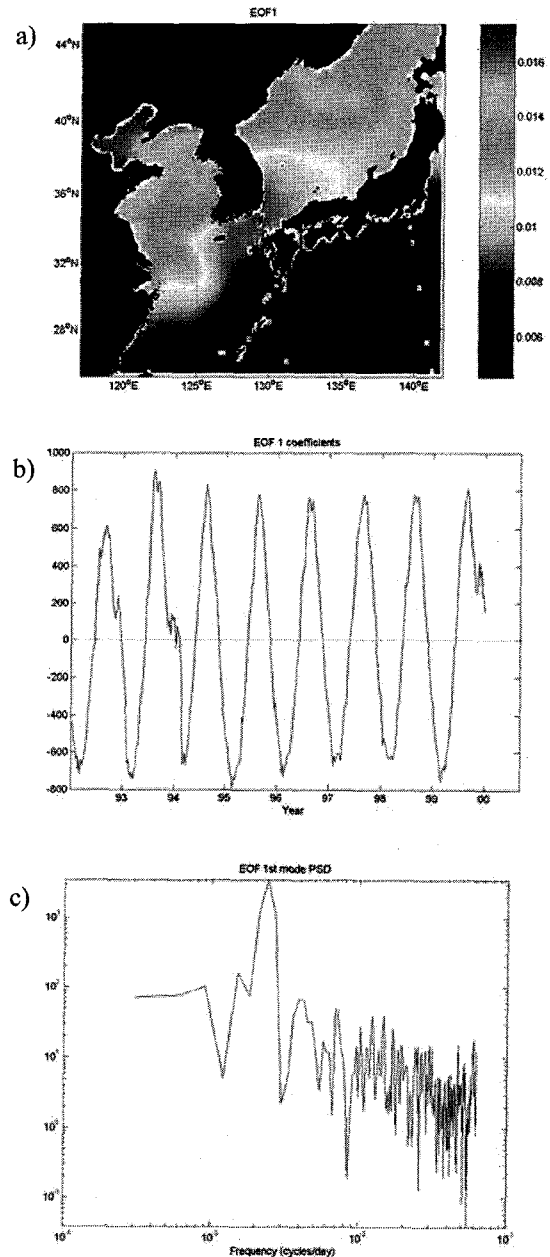 a)
EOF1
44°N
40°N
36°N
32°N
28°N
120°E 125°E 130°E 135°E 140°E
0.016
0.014
0.012
0.01
0.008
0.006
b)
EOF 1 coefficients
1000
800
600
400
200
0
-200
-400
-600
-800
93 94 95 96 97 98 99 00
Year
c)
EOF 1st mode PSD
Frequency (cycles/day)